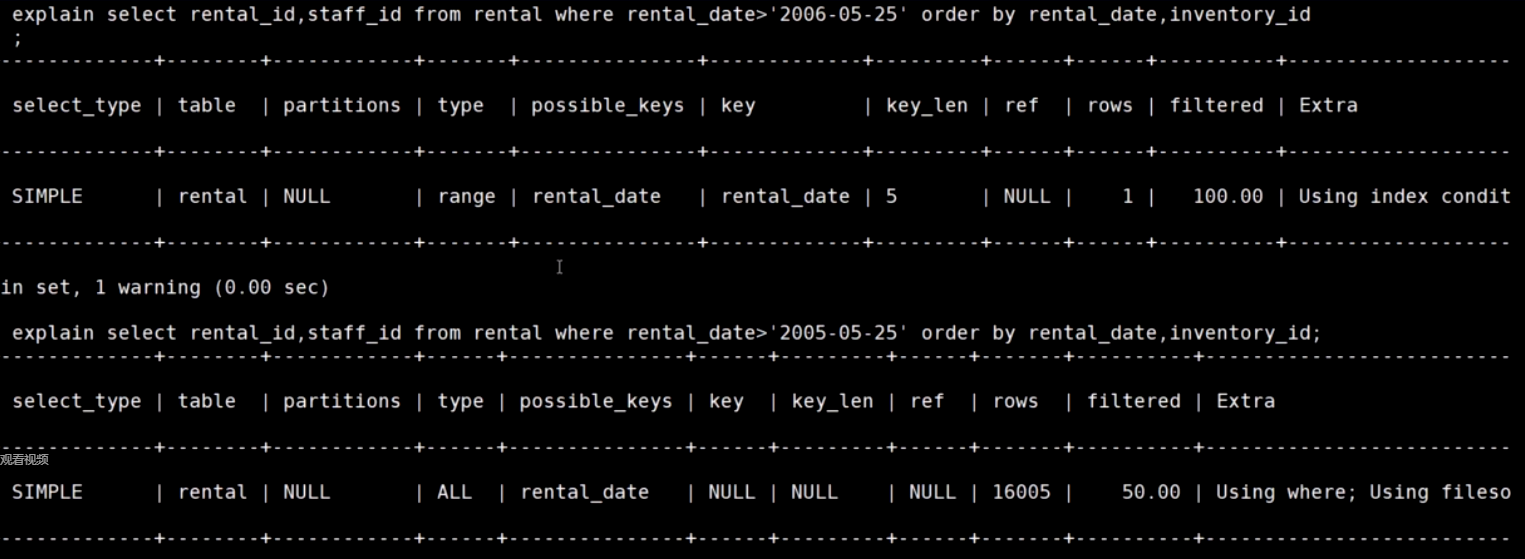 explain select rental_id,staff_id from rental where rental_date>'2006-05-25' order by rental_date,inventory_id
;
-------------+--------+------------+-------+---------------+-------------+---------+------+------+----------+--------------------
select_type | table  | partitions | type  | possible_keys | key         | key_len | ref  | rows | filtered | Extra
-------------+--------+------------+-------+---------------+-------------+---------+------+------+----------+--------------------
SIMPLE      | rental | NULL       | range | rental_date   | rental_date | 5       | NULL |    1 |   100.00 | Using index condit
-------------+--------+------------+-------+---------------+-------------+---------+------+------+----------+--------------------
in set, 1 warning (0.00 sec)
explain select rental_id,staff_id from rental where rental_date>'2005-05-25' order by rental_date,inventory_id;
-------------+--------+------------+------+---------------+------+---------+------+-------+----------+--------------------------
select_type | table  | partitions | type | possible_keys | key  | key_len | ref  | rows  | filtered | Extra
-------------+--------+------------+------+---------------+------+---------+------+-------+----------+--------------------------
观看视频
SIMPLE      | rental | NULL       | ALL  | rental_date   | NULL | NULL    | NULL | 16005 |    50.00 | Using where; Using fileso
-------------+--------+------------+------+---------------+------+---------+------+-------+----------+--------------------------